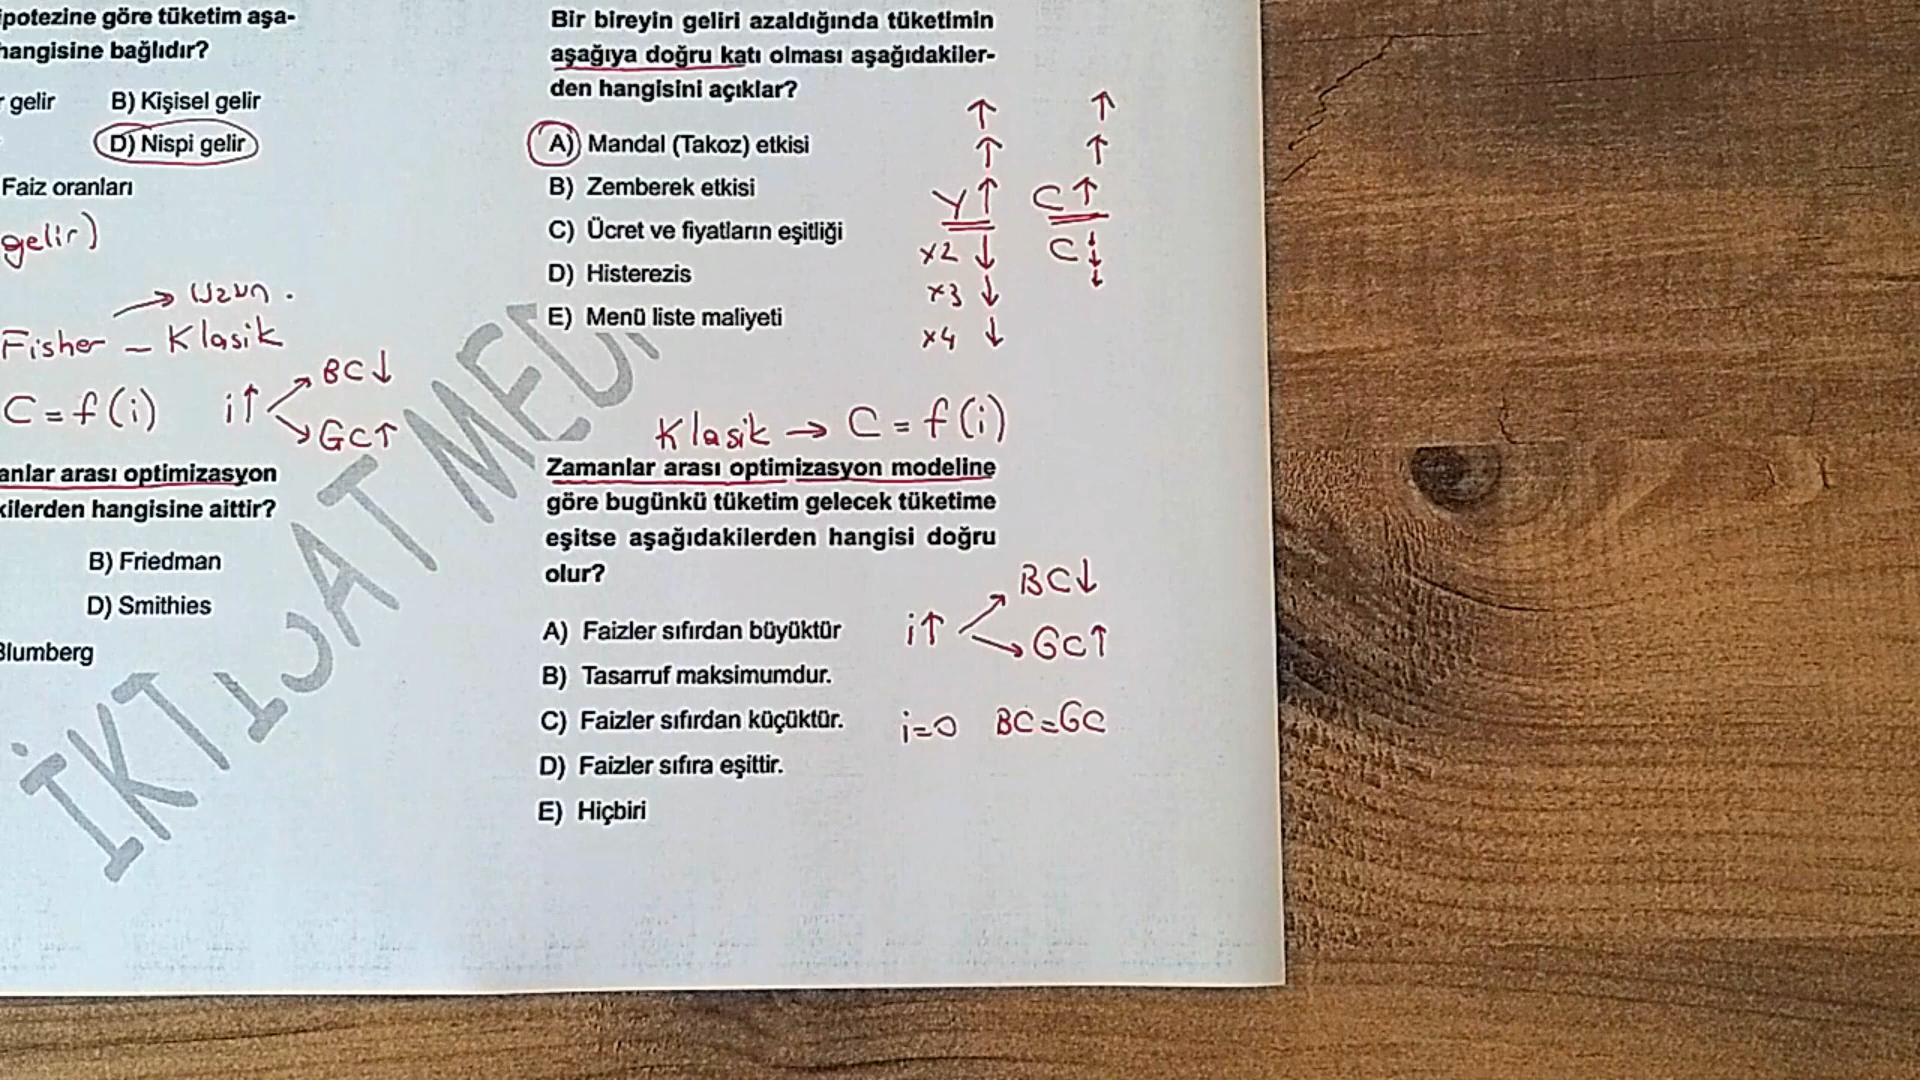 ipotezine göre tüketim aşa-
hangisine bağlıdır?
gelir
B) Kişisel gelir
D) Nispi gelir
Faiz oranları
gelir)
→ Uzun.
Fisher - Klasik
C = f(i) i↑ BC↓
GC↑
anlar arası optimizasyon
kilerden hangisine aittir?
B) Friedman
D) Smithies
Blumberg
Bir bireyin geliri azaldığında tüketimin
aşağıya doğru katı olması aşağıdakiler-
den hangisini açıklar?
A) Mandal (Takoz) etkisi
B) Zemberek etkisi
C) Ücret ve fiyatların eşitliği
D) Histerezis
E) Menü liste maliyeti
↑ ↑
↑ ↑
Y↑ C↑
x2 ↓ C↓
x3 ↓
x4 ↓
Klasik → C = f(i)
Zamanlar arası optimizasyon modeline
göre bugünkü tüketim gelecek tüketime
eşitse aşağıdakilerden hangisi doğru
olur?
A) Faizler sıfırdan büyüktür
B) Tasarruf maksimumdur.
C) Faizler sıfırdan küçüktür.
D) Faizler sıfıra eşittir.
E) Hiçbiri
i↑ BC↓
GC↑
i=0 BC=GC
İKTİSAT MED